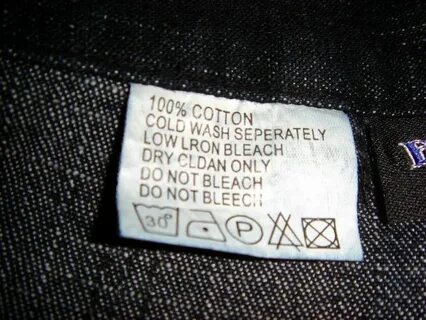 100% COTTON
COLD WASH SEPERATELY
LOW LRON BLEACH
DRY CLDAN ONLY
DO NOT BLEACH
DO NOT BLEECH
30° P